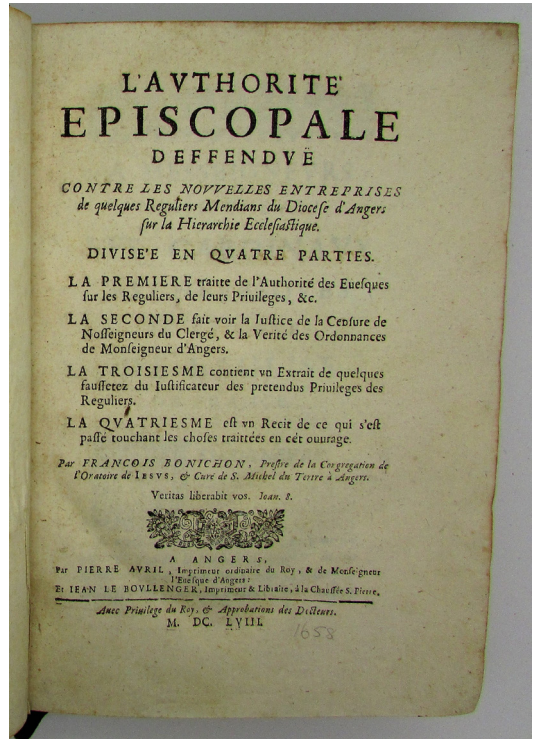 L'AVTHORITE'
EPISCOPALE
DEFFENDVË
CONTRE LES NOVVELLES ENTREPRISES
de quelques Reguliers Mendians du Diocese d'Angers
sur la Hierarchie Ecclesiastique.
DIVISE'E EN QVATRE PARTIES.
LA PREMIERE traitte de l'Authorité des Euesques
sur les Reguliers, de leurs Priuileges, &c.
LA SECONDE fait voir la Iustice de la Censure de
Nosseigneurs du Clergé, & la Verité des Ordonnances
de Monseigneur d'Angers.
LA TROISIESME contient vn Extrait de quelques
faussetez du Iustificateur des pretendus Priuileges des
Reguliers.
LA QVATRIESME est vn Recit de ce qui s'est
passé touchant les choses traittées en cét ouurage.
Par FRANCOIS BONICHON, Prestre de la Congregation de
l'Oratoire de IESVS, & Curé de S. Michel du Tertre à Angers.
Veritas liberabit vos. Ioan. 8.
A ANGERS,
Par PIERRE AVRIL, Imprimeur ordinaire du Roy, & de Monseigneur
l'Euesque d'Angers:
Et IEAN LE BOVLLENGER, Imprimeur & Libraire, à la Chaussée S. Pierre.
Auec Priuilege du Roy, & Approbations des Docteurs.
M. DC. LVIII.
1658